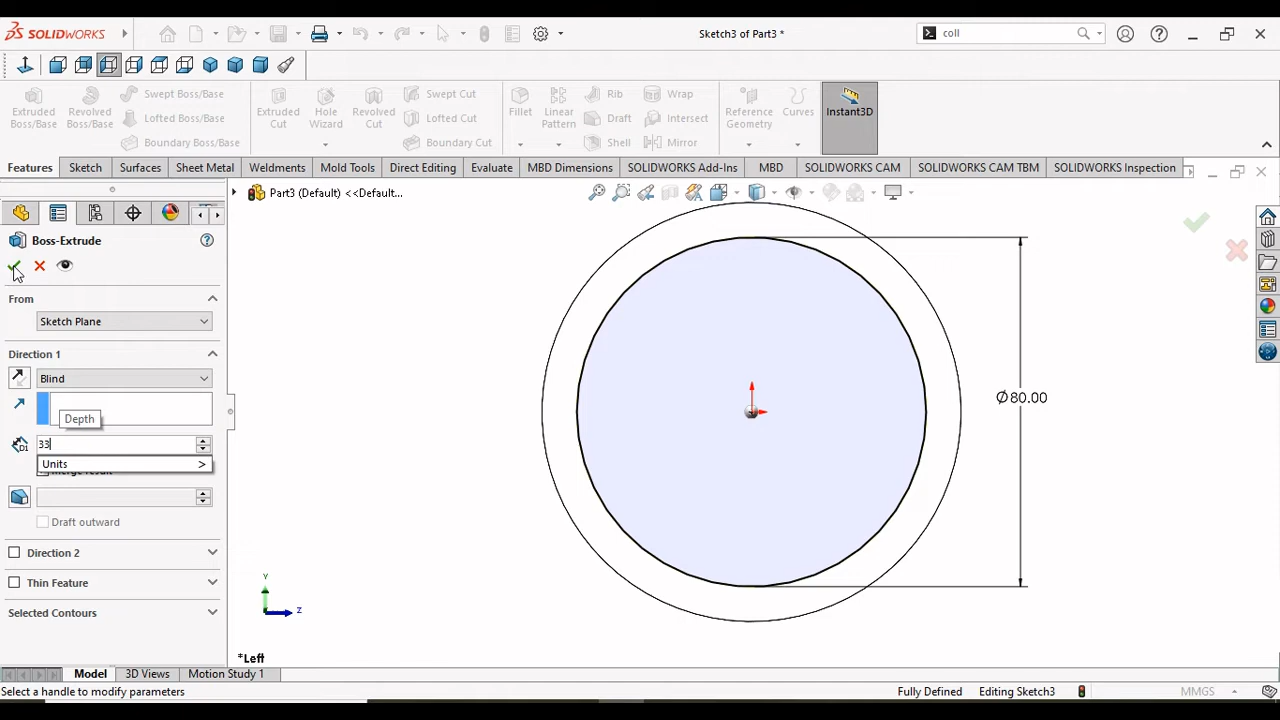 SOLIDWORKS
Sketch3 of Part3 *
coll
Extruded Boss/Base
Revolved Boss/Base
Swept Boss/Base
Lofted Boss/Base
Boundary Boss/Base
Extruded Cut
Hole Wizard
Revolved Cut
Swept Cut
Lofted Cut
Boundary Cut
Fillet
Linear Pattern
Rib
Draft
Shell
Wrap
Intersect
Mirror
Reference Geometry
Curves
Instant3D
Features
Sketch
Surfaces
Sheet Metal
Weldments
Mold Tools
Direct Editing
Evaluate
MBD Dimensions
SOLIDWORKS Add-Ins
MBD
SOLIDWORKS CAM
SOLIDWORKS CAM TBM
SOLIDWORKS Inspection
Part3 (Default) <<Default...
Boss-Extrude
From
Sketch Plane
Direction 1
Blind
Depth
D1
33
Units >
Draft outward
Direction 2
Thin Feature
Selected Contours
Ø80.00
Y
Z
*Left
Model
3D Views
Motion Study 1
Select a handle to modify parameters
Fully Defined
Editing Sketch3
MMGS